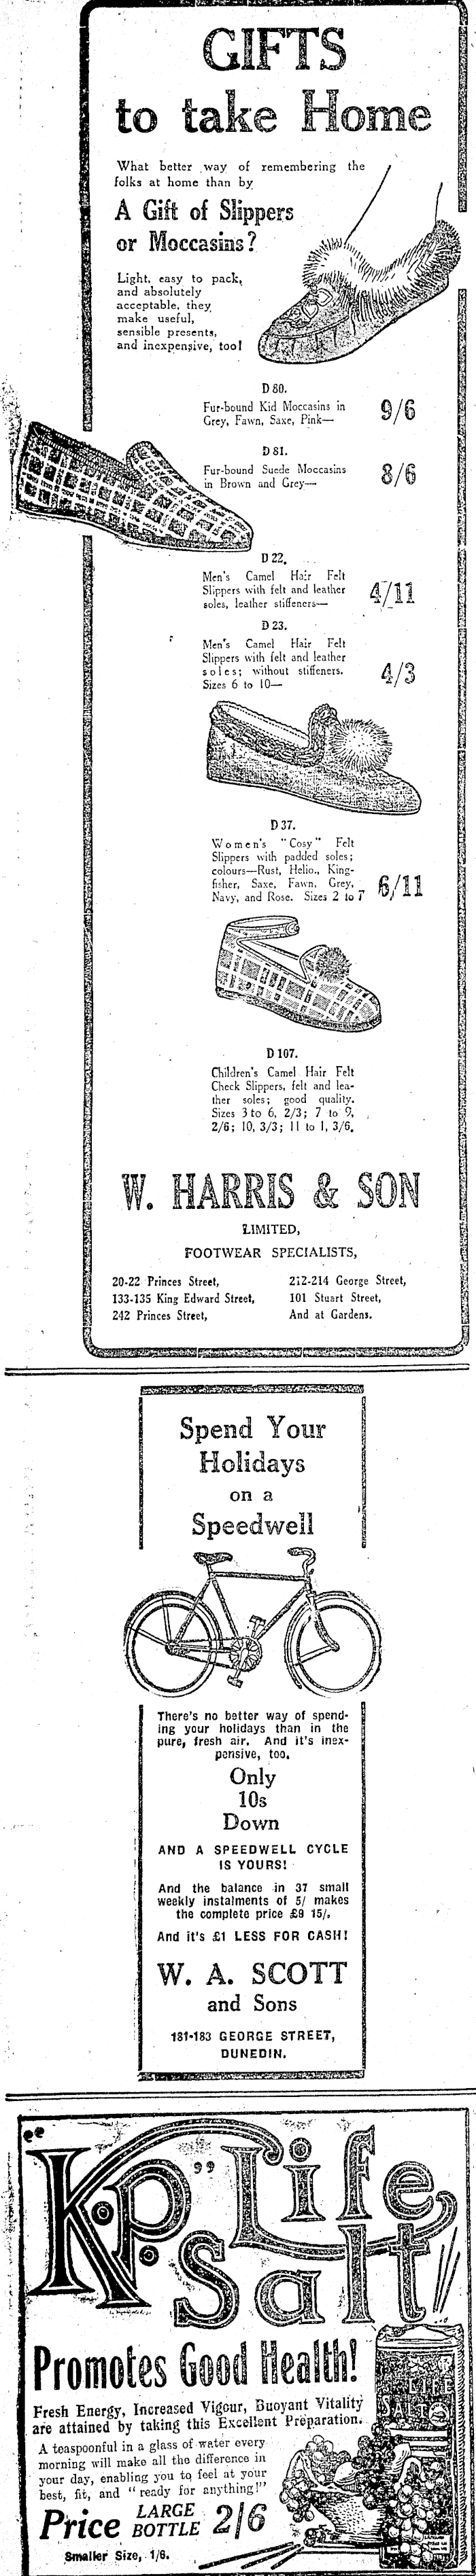 GIFTS
to take Home
What better way of remembering the
folks at home than by
A Gift of Slippers
or Moccasins?
Light, easy to pack,
and absolutely
acceptable, they
make useful,
sensible presents,
and inexpensive, too!
D 80.
Fur-bound Kid Moccasins in
Grey, Fawn, Saxe, Pink—
9/6
D 81.
Fur-bound Suede Moccasins
in Brown and Grey—
8/6
D 22.
Men's Camel Hair Felt
Slippers with felt and leather
soles, leather stiffeners—
4/11
D 23.
Men's Camel Hair Felt
Slippers with felt and leather
soles; without stiffeners.
Sizes 6 to 10—
4/3
D 37.
Women's "Cosy" Felt
Slippers with padded soles;
colours—Rust, Helio., King-
fisher, Saxe, Fawn, Grey,
Navy, and Rose. Sizes 2 to 7
6/11
D 107.
Children's Camel Hair Felt
Check Slippers, felt and lea-
ther soles; good quality.
Sizes 3 to 6, 2/3; 7 to 9,
2/6; 10, 3/3; 11 to 1, 3/6.
W. HARRIS & SON
LIMITED,
FOOTWEAR SPECIALISTS,
20-22 Princes Street,
133-135 King Edward Street,
242 Princes Street,
212-214 George Street,
101 Stuart Street,
And at Gardens.
Spend Your
Holidays
on a
Speedwell
There's no better way of spend-
ing your holidays than in the
pure, fresh air. And it's inex-
pensive, too.
Only
10s
Down
AND A SPEEDWELL CYCLE
IS YOURS!
And the balance in 37 small
weekly instalments of 5/ makes
the complete price £9 15/.
And it's £1 LESS FOR CASH!
W. A. SCOTT
and Sons
181-183 GEORGE STREET,
DUNEDIN.
"K.P." Life
Salt
Promotes Good Health!
Fresh Energy, Increased Vigour, Buoyant Vitality
are attained by taking this Excellent Preparation.
A teaspoonful in a glass of water every
morning will make all the difference in
your day, enabling you to feel at your
best, fit, and "ready for anything!"
Price LARGE BOTTLE 2/6
Smaller Size, 1/6.
LIFE